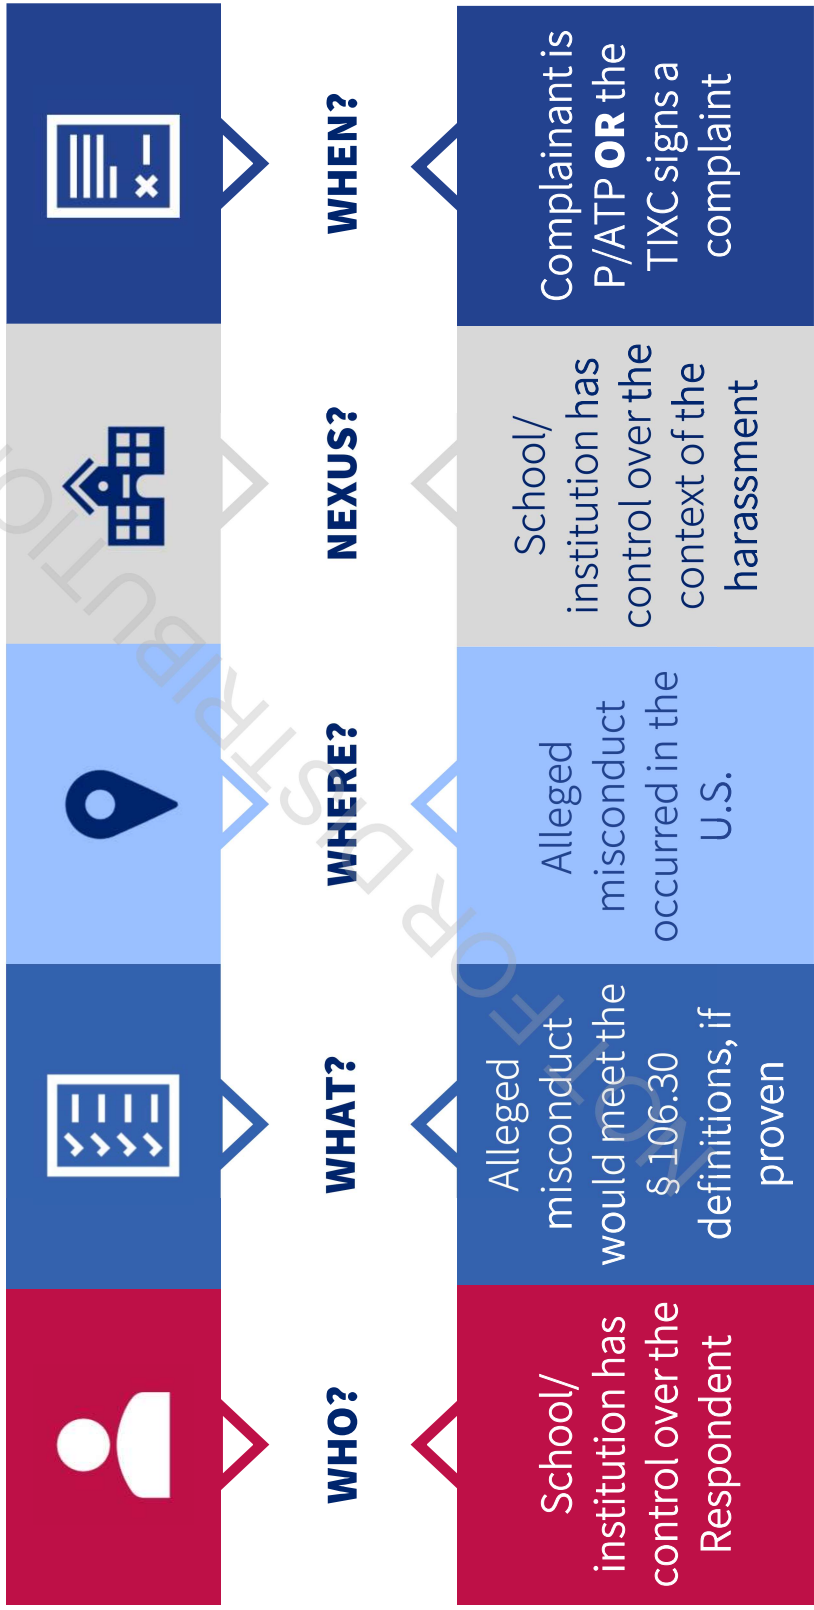 WHO?
School/
institution has
control over the
Respondent
WHAT?
Alleged
misconduct
would meet the
§ 106.30
definitions, if
proven
WHERE?
Alleged
misconduct
occurred in the
U.S.
NEXUS?
School/
institution has
control over the
context of the
harassment
WHEN?
Complainant is
P/ATP OR the
TIXC signs a
complaint
NOT FOR DISTRIBUTION